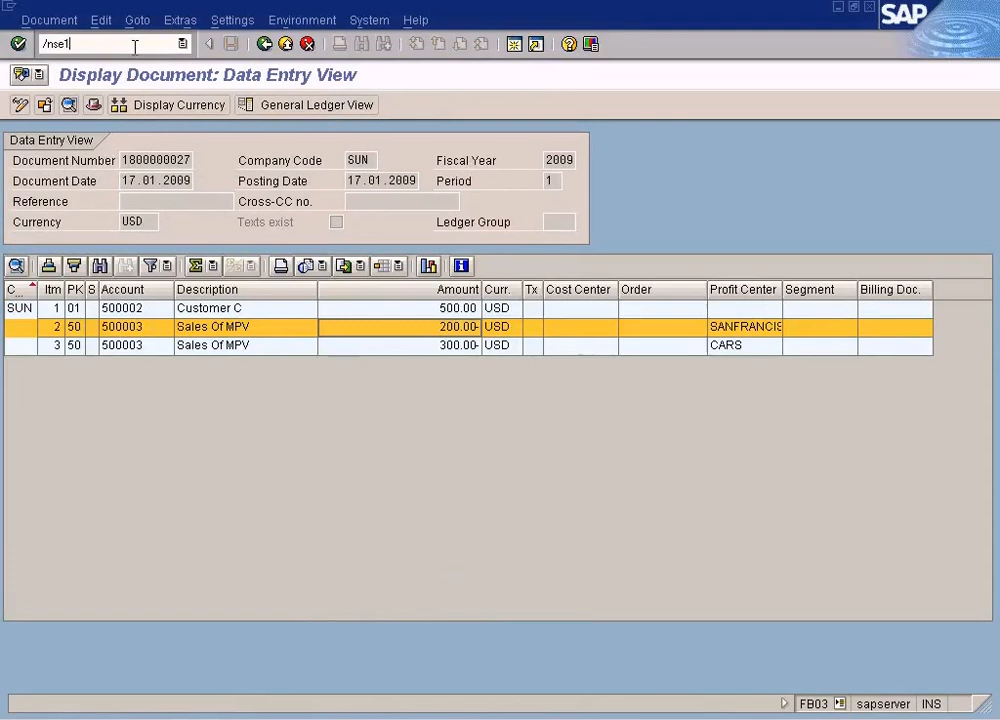 Document Edit Goto Extras Settings Environment System Help
SAP
/nse1
Display Document: Data Entry View
Display Currency General Ledger View
Data Entry View
Document Number 1800000027 Company Code SUN Fiscal Year 2009
Document Date 17.01.2009 Posting Date 17.01.2009 Period 1
Reference Cross-CC no.
Currency USD Texts exist Ledger Group
C... Itm PK S Account Description Amount Curr. Tx Cost Center Order Profit Center Segment Billing Doc.
SUN 1 01 500002 Customer C 500.00 USD
2 50 500003 Sales Of MPV 200.00- USD SANFRANCIS
3 50 500003 Sales Of MPV 300.00- USD CARS
FB03 sapserver INS